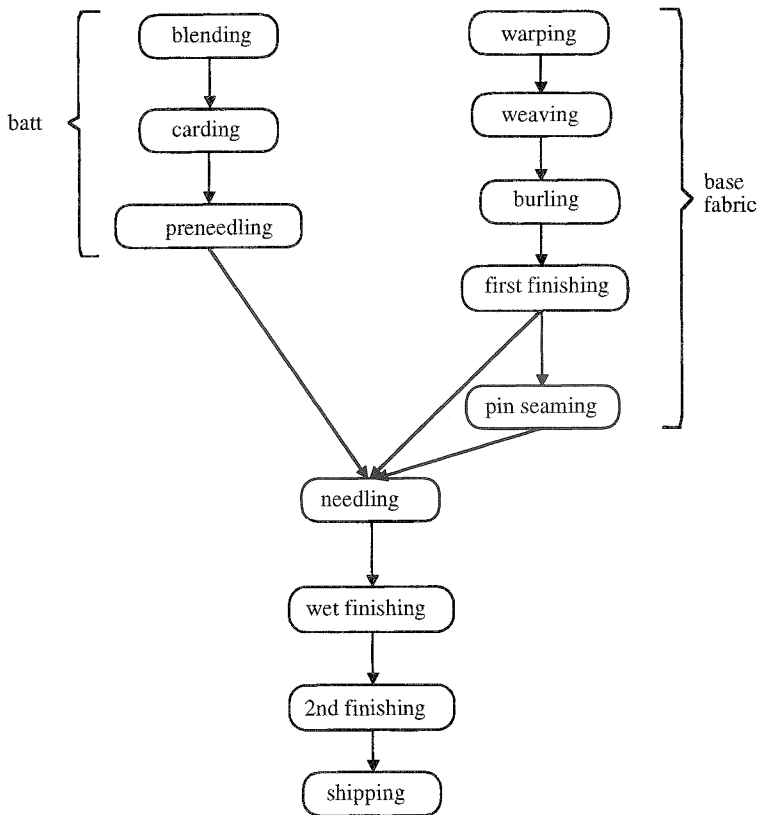 blending
carding
preneedling
batt
warping
weaving
burling
first finishing
pin seaming
base
fabric
needling
wet finishing
2nd finishing
shipping